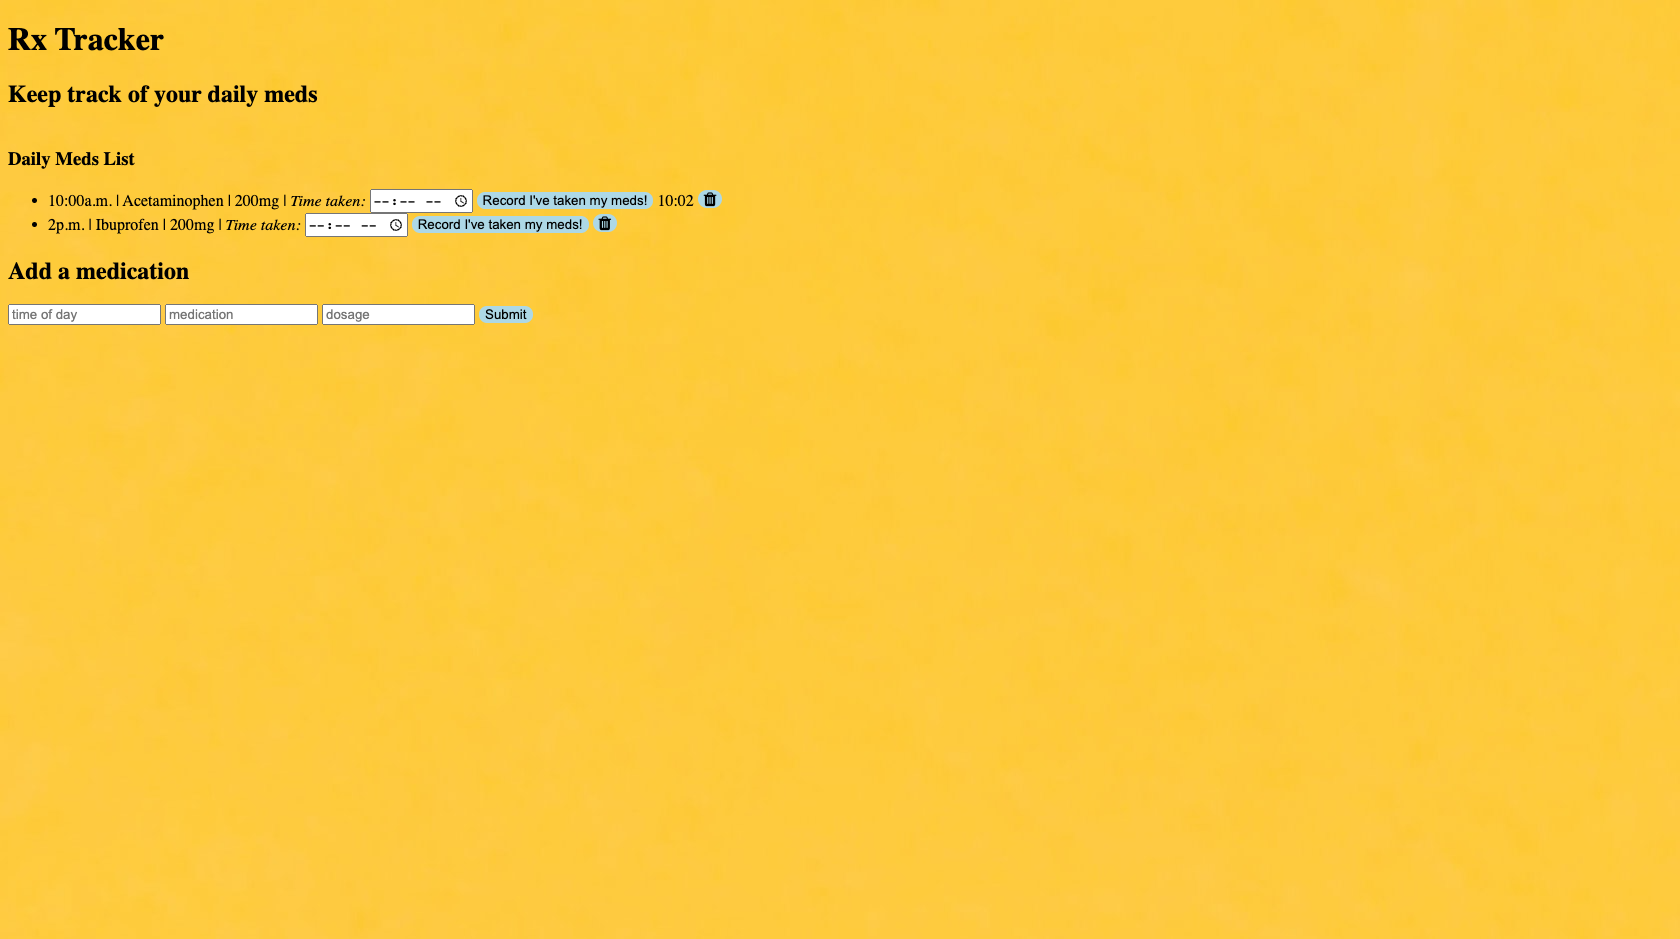 Rx Tracker
Keep track of your daily meds
Daily Meds List
10:00a.m. | Acetaminophen | 200mg | Time taken: --:-- -- Record I've taken my meds! 10:02
2p.m. | Ibuprofen | 200mg | Time taken: --:-- -- Record I've taken my meds!
Add a medication
time of day medication dosage Submit